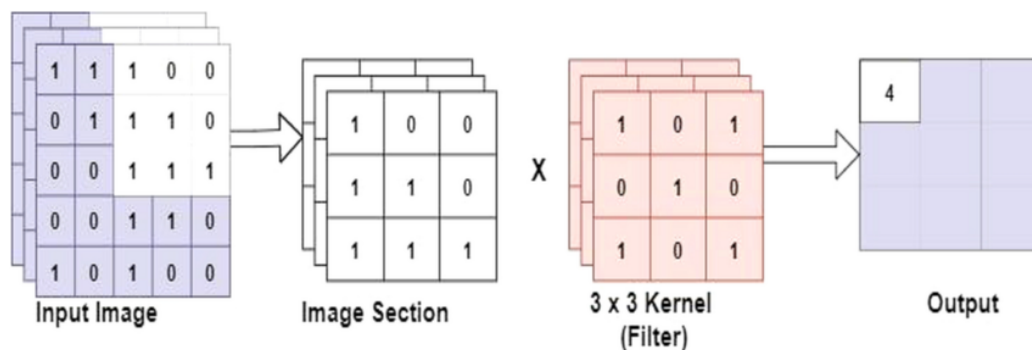 1 1 1 0 0
0 1 1 1 0
0 0 1 1 1
0 0 1 1 0
1 0 1 0 0
Input Image
1 0 0
1 1 0
1 1 1
Image Section
X
1 0 1
0 1 0
1 0 1
3 x 3 Kernel
(Filter)
4
Output